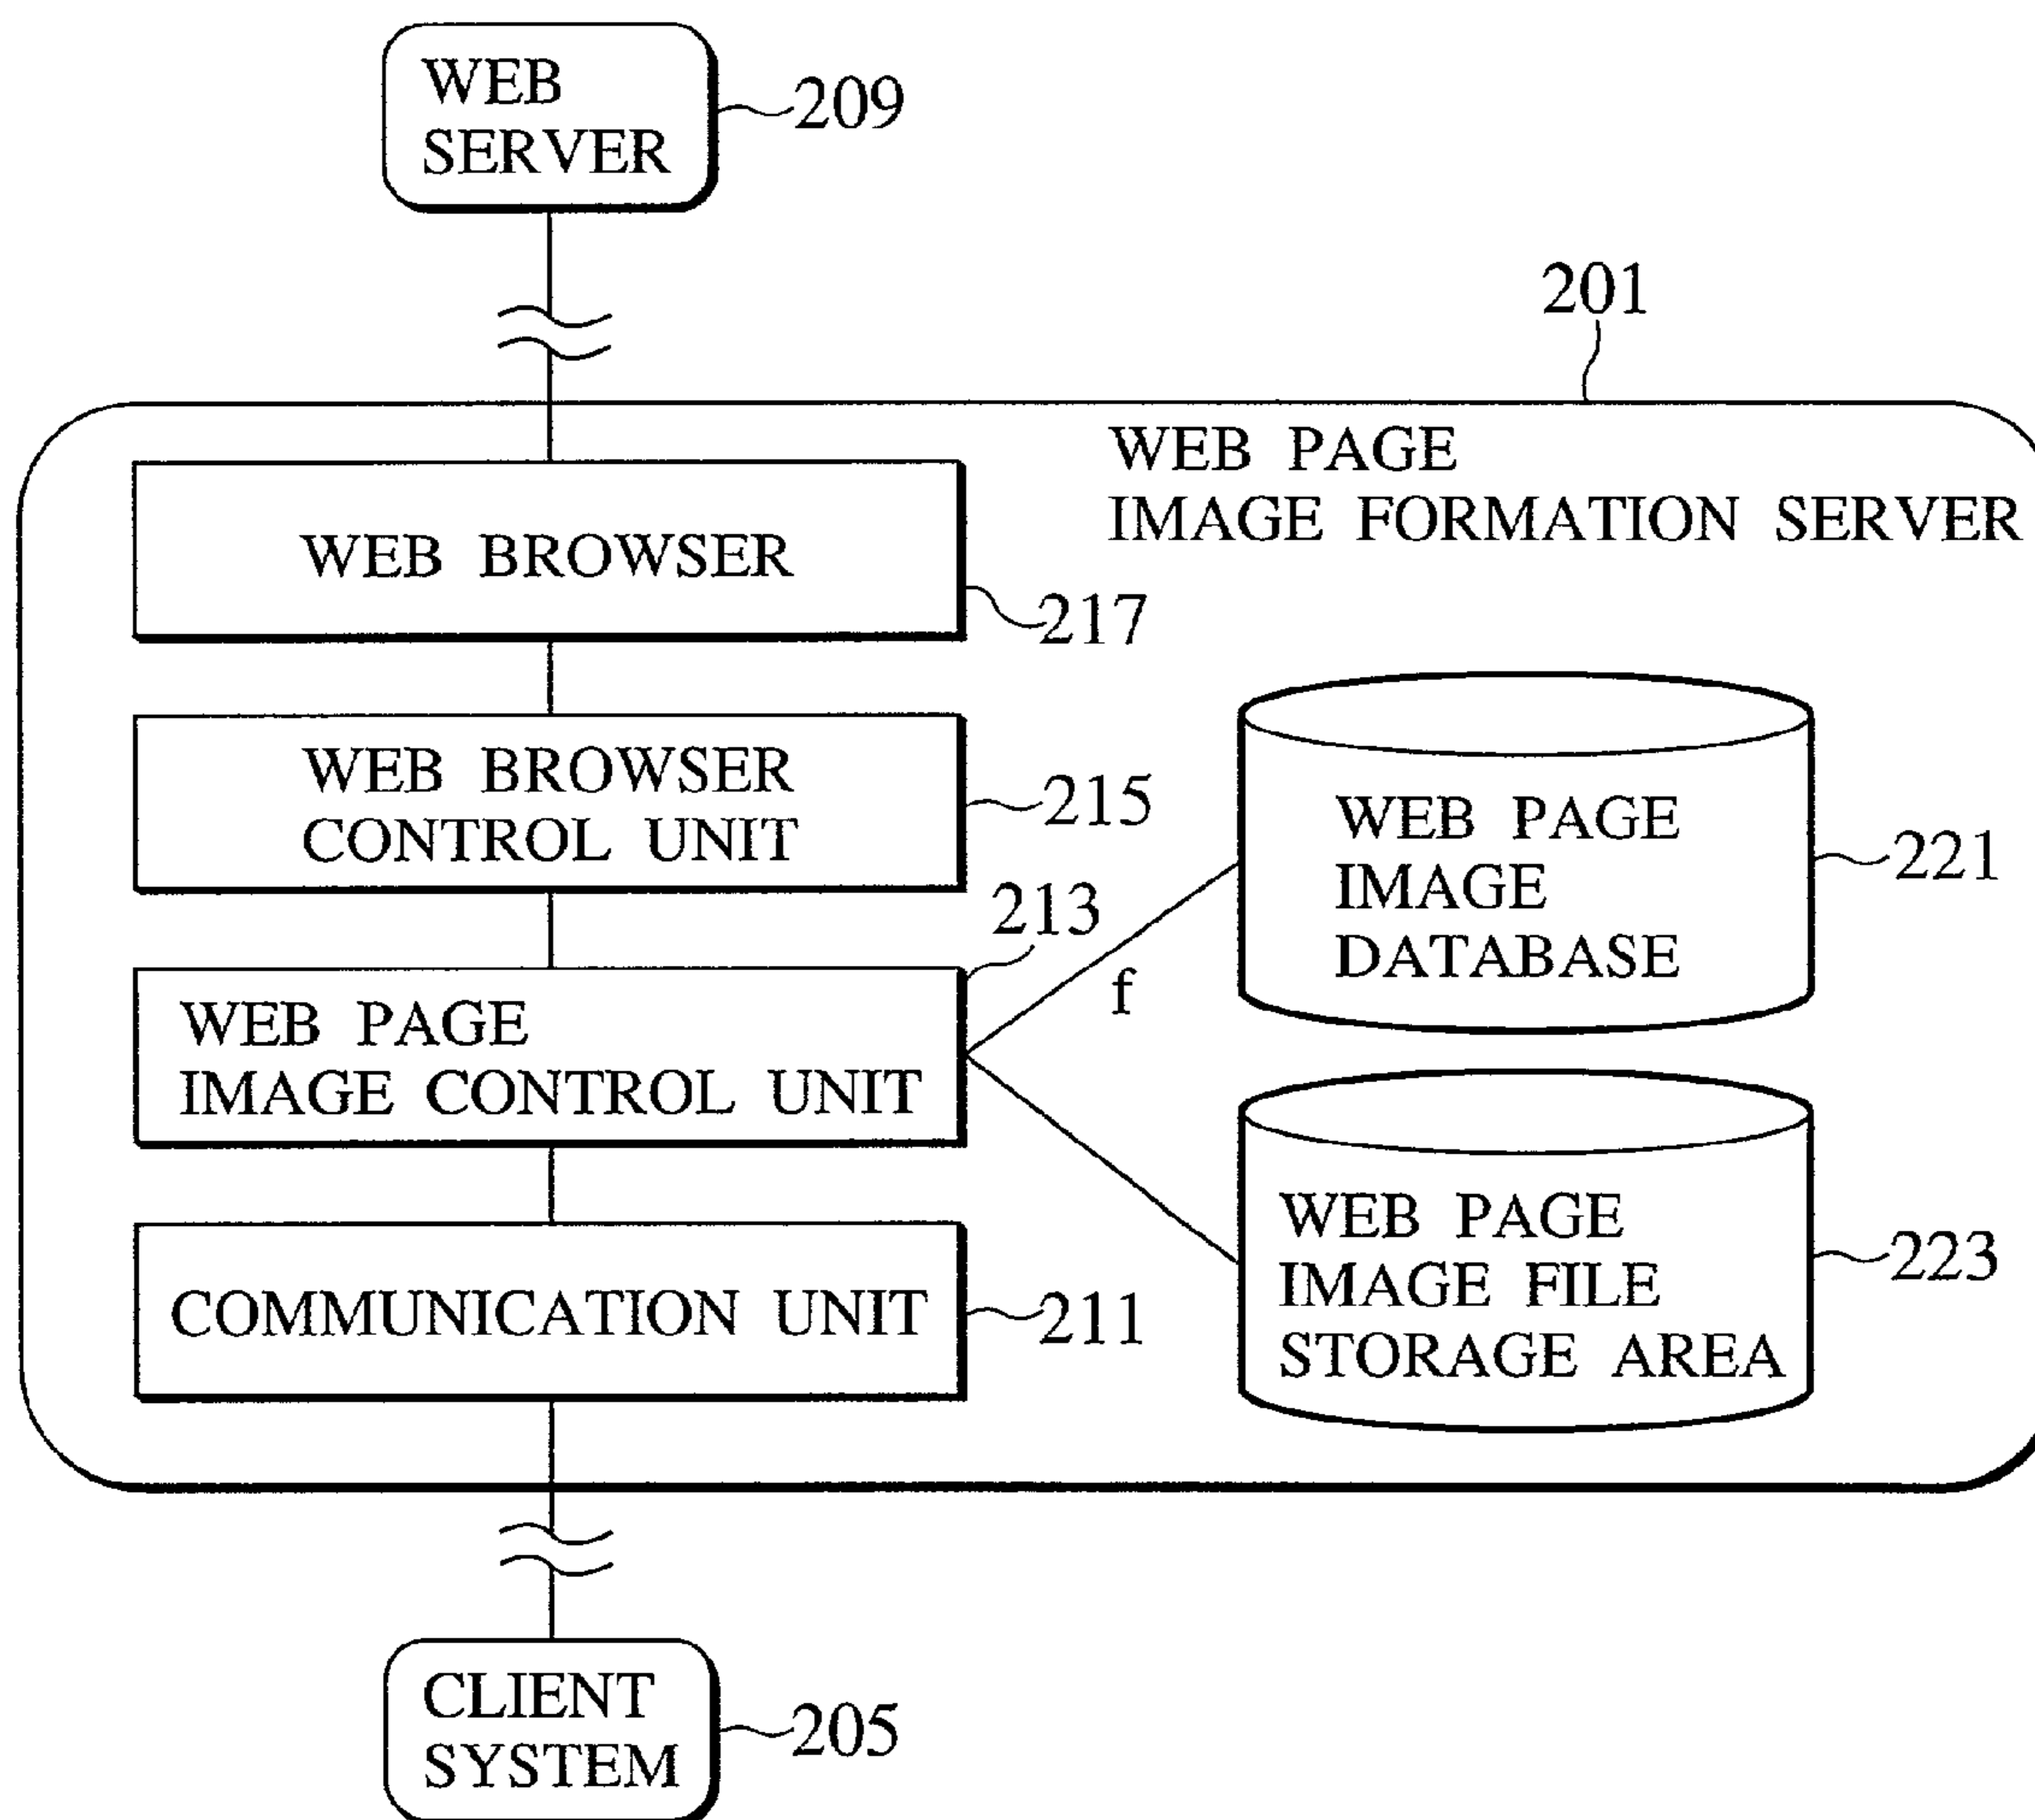 WEB
SERVER
209
201
WEB PAGE
IMAGE FORMATION SERVER
WEB BROWSER
217
WEB BROWSER
CONTROL UNIT
215
213
WEB PAGE
IMAGE CONTROL UNIT
f
WEB PAGE
IMAGE
DATABASE
221
WEB PAGE
IMAGE FILE
STORAGE AREA
223
COMMUNICATION UNIT
211
CLIENT
SYSTEM
205